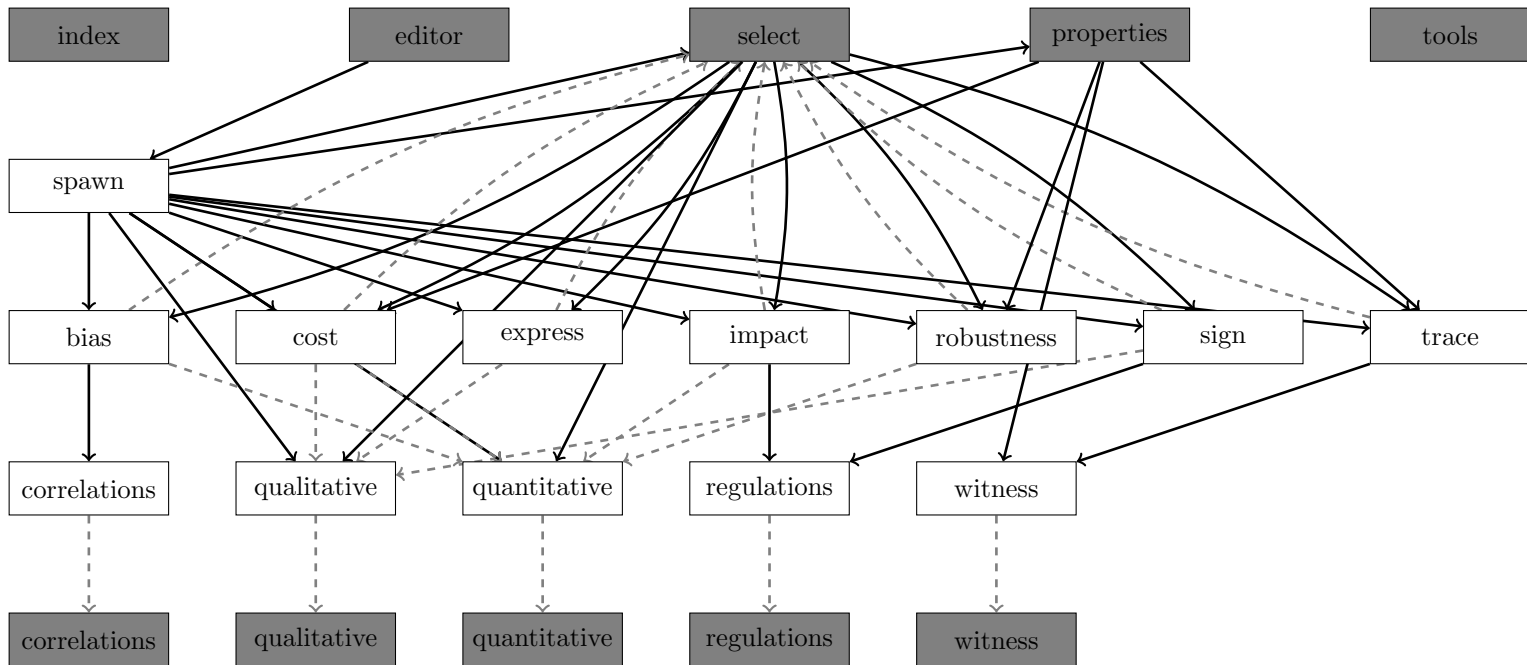 index
editor
select
properties
tools
spawn
bias
cost
express
impact
robustness
sign
trace
correlations
qualitative
quantitative
regulations
witness
correlations
qualitative
quantitative
regulations
witness